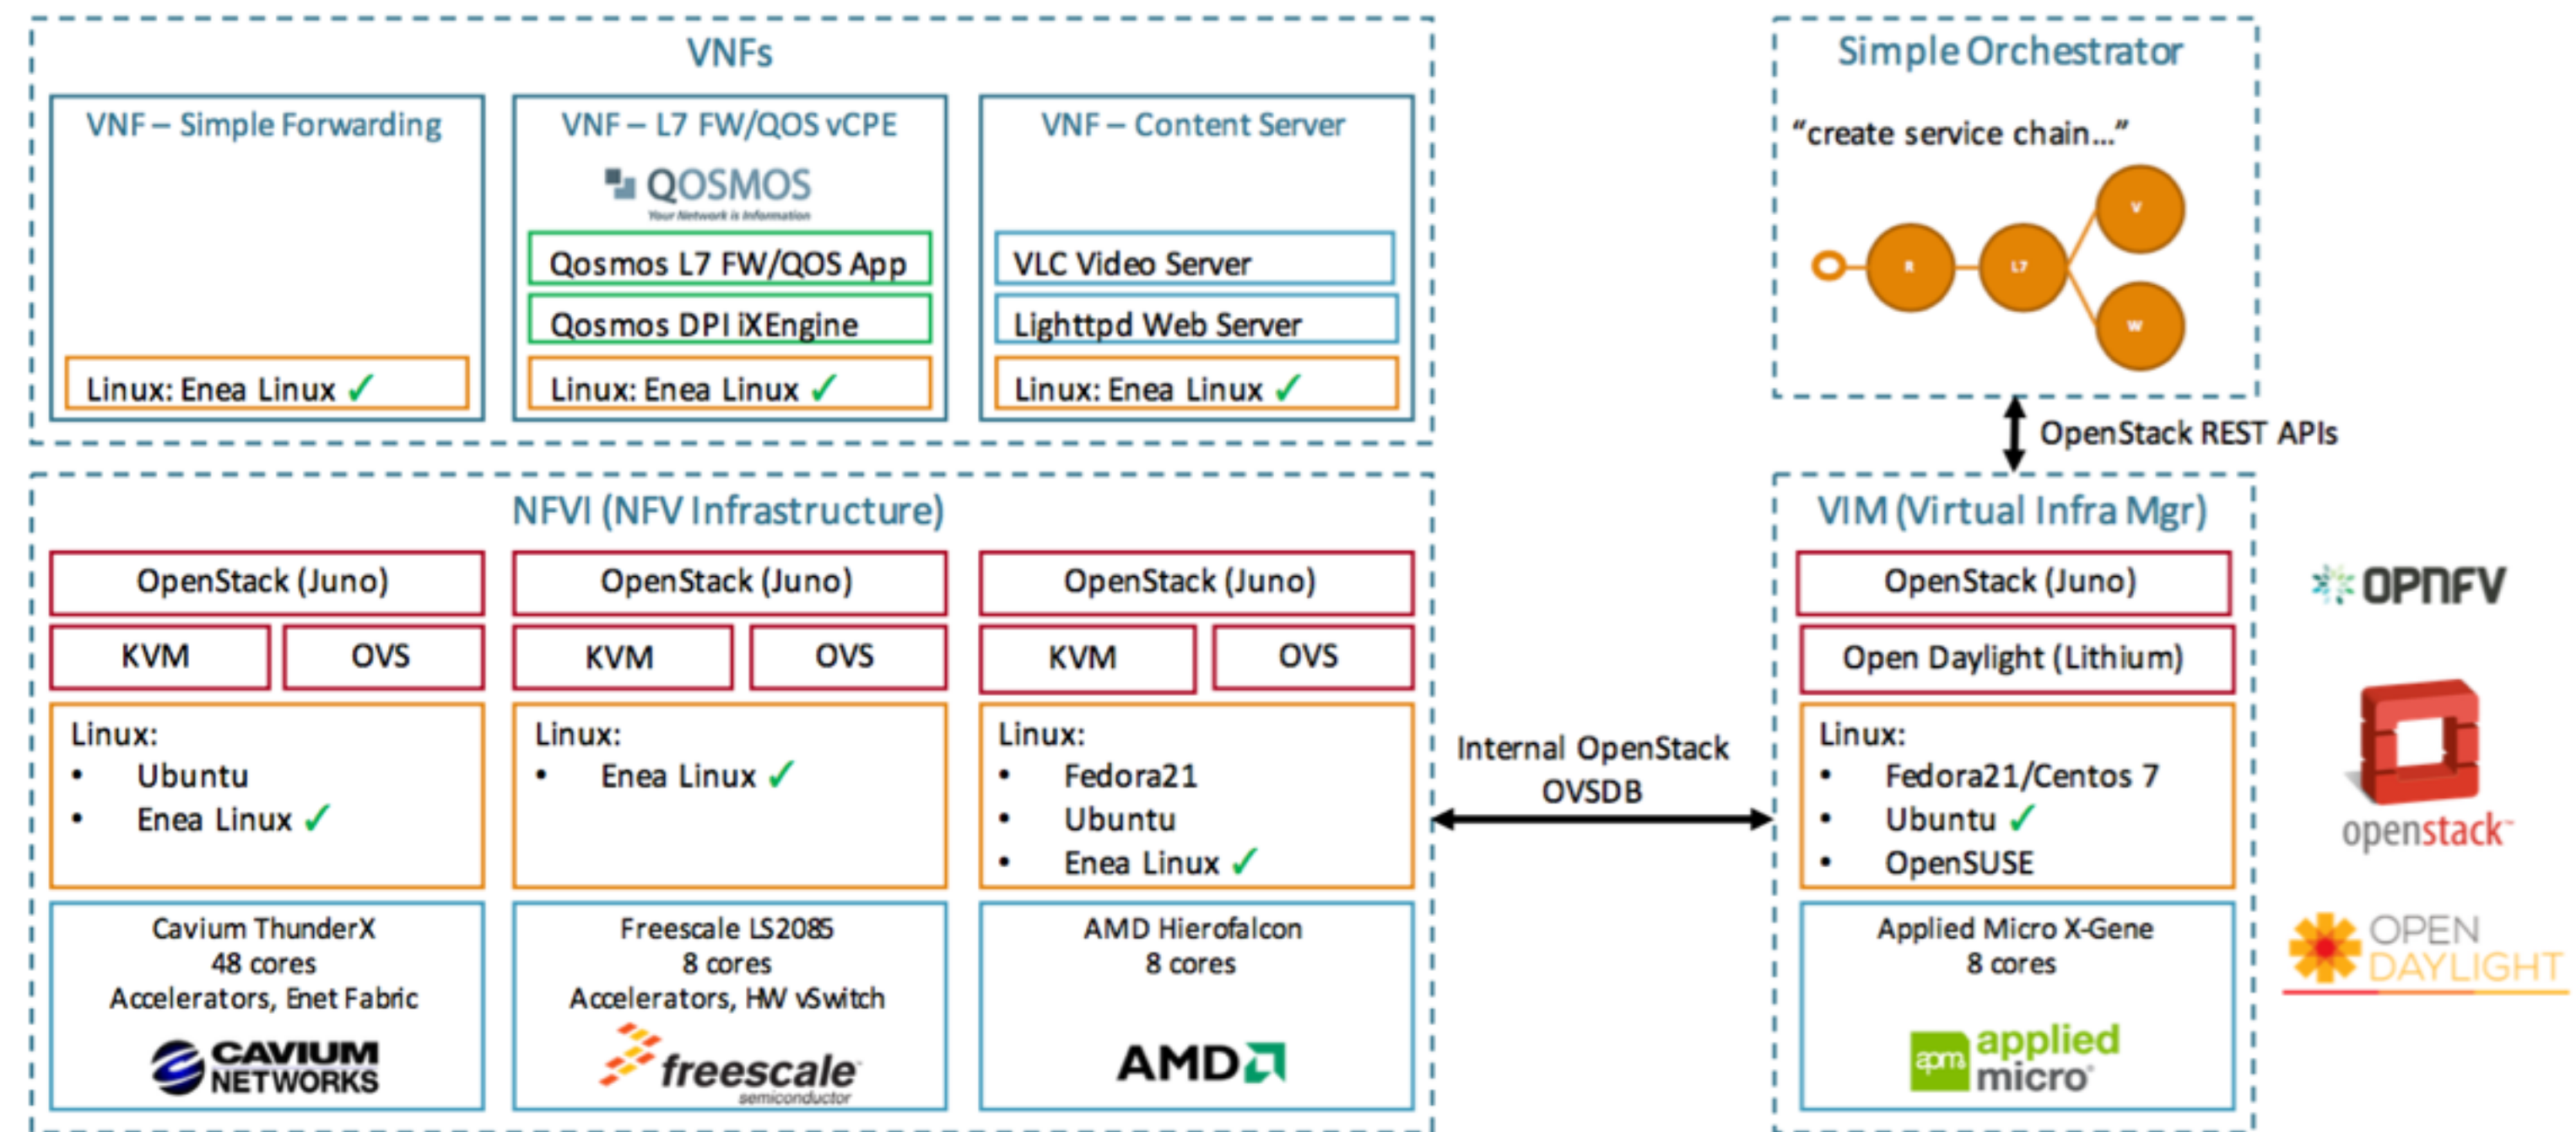 VNFs
VNF – Simple Forwarding
Linux: Enea Linux ✓
VNF – L7 FW/QOS vCPE
QOSMOS
Your Network is Information
Qosmos L7 FW/QOS App
Qosmos DPI iXEngine
Linux: Enea Linux ✓
VNF – Content Server
VLC Video Server
Lighttpd Web Server
Linux: Enea Linux ✓
Simple Orchestrator
“create service chain...”
R
L7
V
W
OpenStack REST APIs
NFVI (NFV Infrastructure)
OpenStack (Juno)
KVM
OVS
Linux:
• Ubuntu
• Enea Linux ✓
Cavium ThunderX
48 cores
Accelerators, Enet Fabric
CAVIUM
NETWORKS
OpenStack (Juno)
KVM
OVS
Linux:
• Enea Linux ✓
Freescale LS2085
8 cores
Accelerators, HW vSwitch
freescale™
semiconductor
OpenStack (Juno)
KVM
OVS
Linux:
• Fedora21
• Ubuntu
• Enea Linux ✓
AMD Hierofalcon
8 cores
AMD
Internal OpenStack
OVSDB
VIM (Virtual Infra Mgr)
OpenStack (Juno)
Open Daylight (Lithium)
Linux:
• Fedora21/Centos 7
• Ubuntu ✓
• OpenSUSE
Applied Micro X-Gene
8 cores
apm
applied
micro
OPNFV
openstack™
OPEN
DAYLIGHT